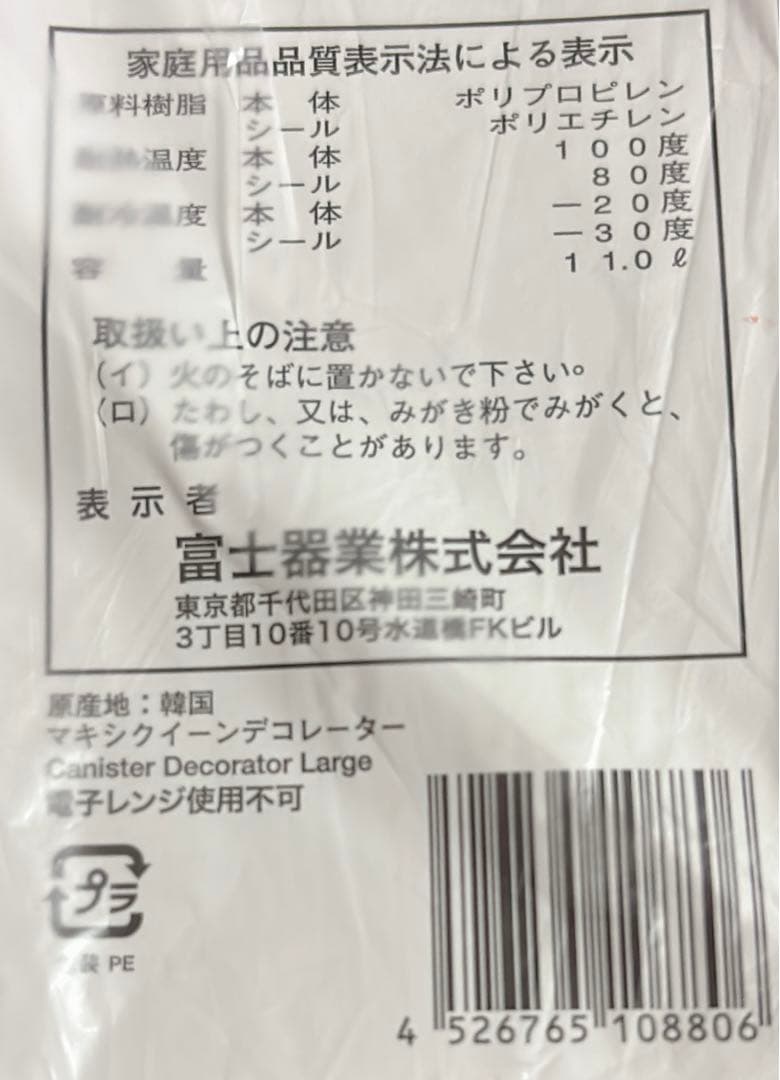 家庭用品品質表示法による表示
原料樹脂 本体 ポリプロピレン
シール ポリエチレン
耐熱温度 本体 100度
シール 80度
耐冷温度 本体 −20度
シール −30度
容量 11.0ℓ
取扱い上の注意
(イ) 火のそばに置かないで下さい。
(ロ) たわし、又は、みがき粉でみがくと、
傷がつくことがあります。
表示者
富士器業株式会社
東京都千代田区神田三崎町
3丁目10番10号水道橋FKビル
原産地：韓国
マキシクイーンデコレーター
Canister Decorator Large
電子レンジ使用不可
プラ
装 PE
4 526765 108806